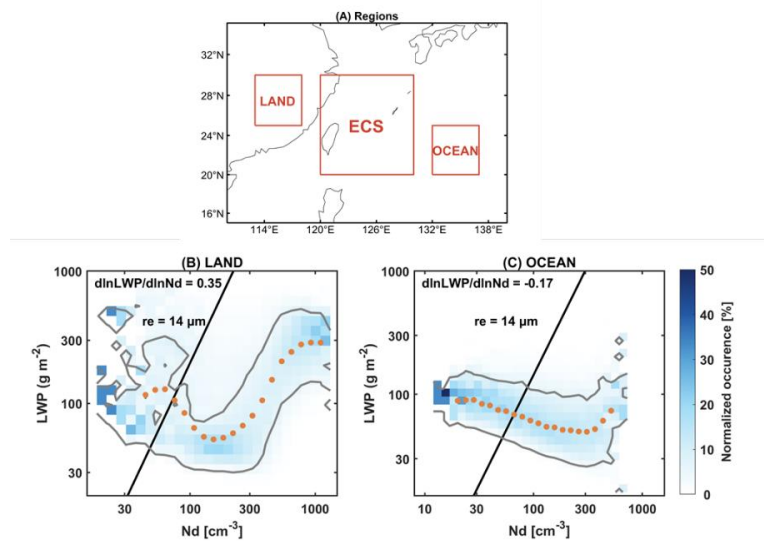 (A) Regions
32°N
28°N
24°N
20°N
16°N
LAND
ECS
OCEAN
114°E 120°E 126°E 132°E 138°E
(B) LAND
dlnLWP/dlnNd = 0.35
re = 14 μm
1000
300
100
30
LWP (g m-2)
30 100 300 1000
Nd [cm-3]
(C) OCEAN
dlnLWP/dlnNd = -0.17
re = 14 μm
1000
300
100
30
LWP (g m-2)
10 30 100 300
Nd [cm-3]
50
40
30
20
10
0
Normalized occurence [%]